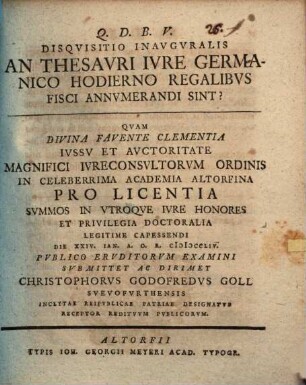 Q. D. B. V.
DISQVISITIO INAVGVRALIS
AN THESAVRI IVRE GERMA-
NICO HODIERNO REGALIBVS
FISCI ANNVMERANDI SINT?
QVAM
DIVINA FAVENTE CLEMENTIA
IVSSV ET AVCTORITATE
MAGNIFICI IVRECONSVLTORVM ORDINIS
IN CELEBERRIMA ACADEMIA ALTORFINA
PRO LICENTIA
SVMMOS IN VTROQVE IVRE HONORES
ET PRIVILEGIA DOCTORALIA
LEGITIME CAPESSENDI
DIE XXIV. IAN. A. O. R.
PVBLICO ERVDITORVM EXAMINI
SVBMITTET AC DIRIMET
CHRISTOPHORVS GODOFREDVS GOLL
SVEVOFVRTHENSIS
INCLYTAE REIPVBLICAE PATRIAE DESIGNATVS
RECEPTOR REDITVVM PVBLICORVM.
ALTORFII
TYPIS IOH. GEORGII MEYERI ACAD. TYPOGR.